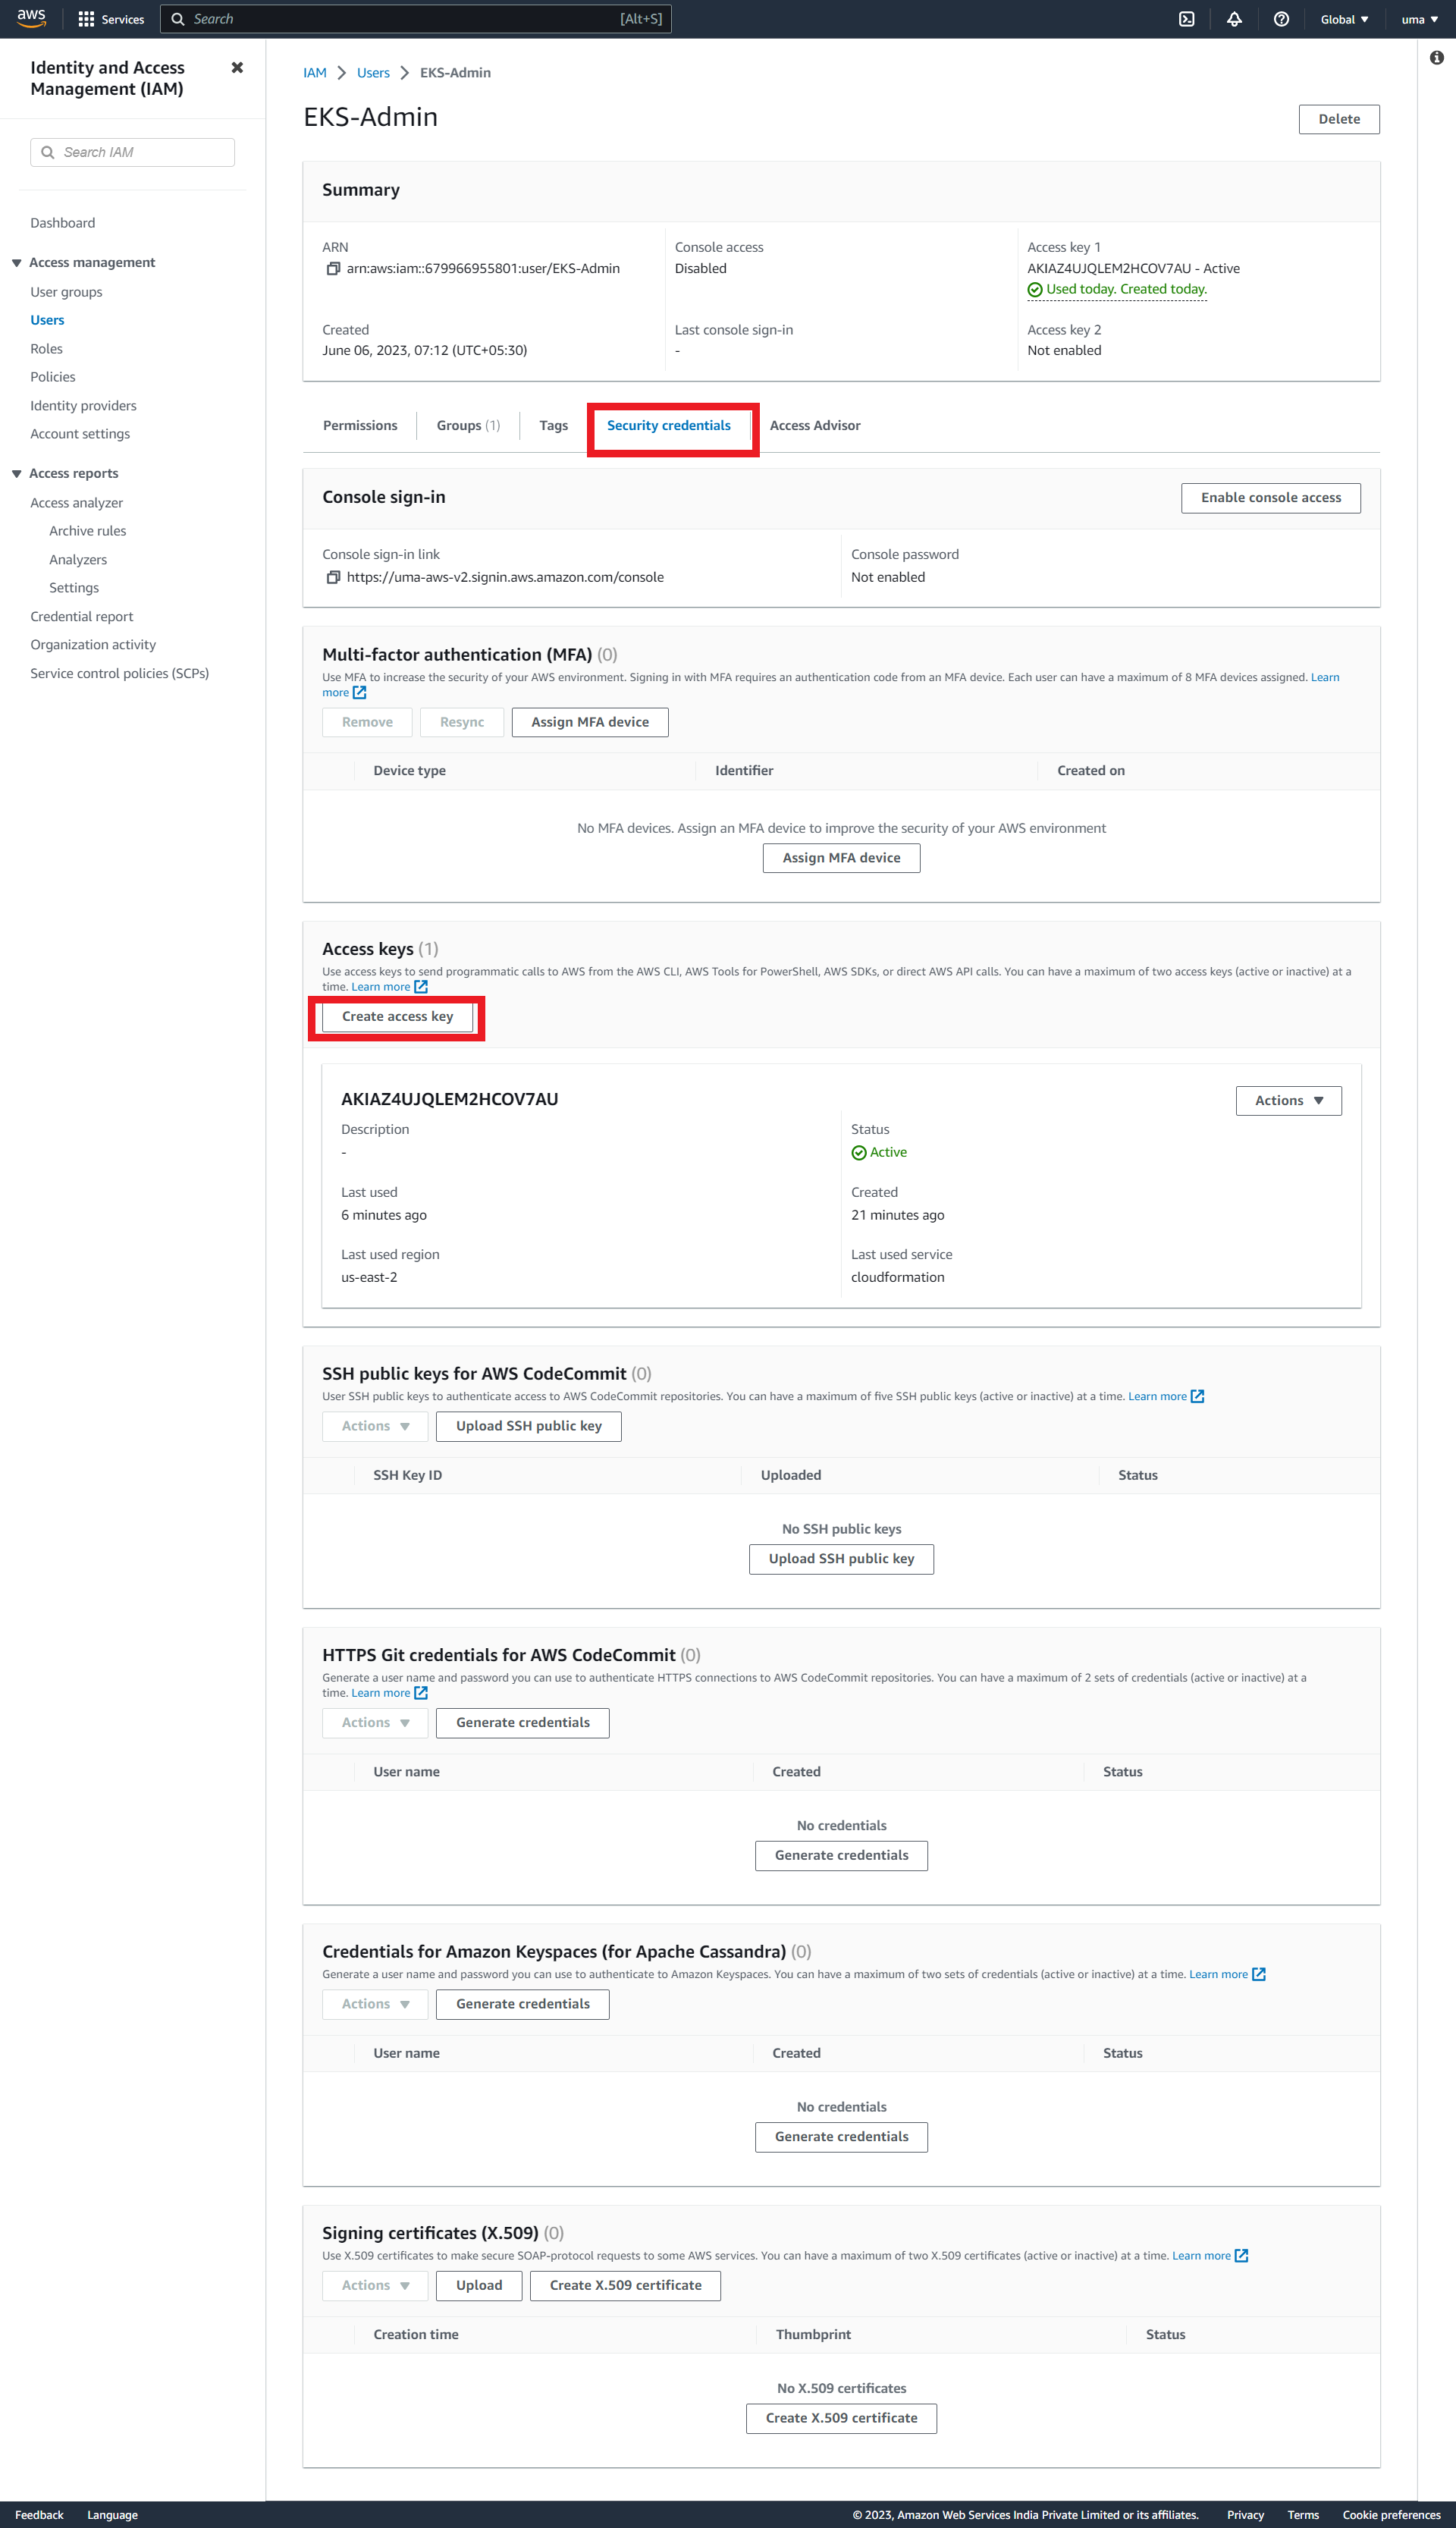 aws
Services
Search [Alt+S]
Global
uma
Identity and Access
Management (IAM)
Search IAM
Dashboard
Access management
User groups
Users
Roles
Policies
Identity providers
Account settings
Access reports
Access analyzer
Archive rules
Analyzers
Settings
Credential report
Organization activity
Service control policies (SCPs)
IAM Users EKS-Admin
EKS-Admin
Delete
Summary
ARN
arn:aws:iam::679966955801:user/EKS-Admin
Console access
Disabled
Access key 1
AKIAZ4UJQLEM2HCOV7AU - Active
Used today. Created today.
Created
June 06, 2023, 07:12 (UTC+05:30)
Last console sign-in
-
Access key 2
Not enabled
Permissions Groups (1) Tags Security credentials Access Advisor
Console sign-in
Enable console access
Console sign-in link
https://uma-aws-v2.signin.aws.amazon.com/console
Console password
Not enabled
Multi-factor authentication (MFA) (0)
Use MFA to increase the security of your AWS environment. Signing in with MFA requires an authentication code from an MFA device. Each user can have a maximum of 8 MFA devices assigned. Learn
more
Remove Resync Assign MFA device
Device type Identifier Created on
No MFA devices. Assign an MFA device to improve the security of your AWS environment
Assign MFA device
Access keys (1)
Use access keys to send programmatic calls to AWS from the AWS CLI, AWS Tools for PowerShell, AWS SDKs, or direct AWS API calls. You can have a maximum of two access keys (active or inactive) at a
time. Learn more
Create access key
AKIAZ4UJQLEM2HCOV7AU
Actions
Description
-
Status
Active
Last used
6 minutes ago
Created
21 minutes ago
Last used region
us-east-2
Last used service
cloudformation
SSH public keys for AWS CodeCommit (0)
User SSH public keys to authenticate access to AWS CodeCommit repositories. You can have a maximum of five SSH public keys (active or inactive) at a time. Learn more
Actions Upload SSH public key
SSH Key ID Uploaded Status
No SSH public keys
Upload SSH public key
HTTPS Git credentials for AWS CodeCommit (0)
Generate a user name and password you can use to authenticate HTTPS connections to AWS CodeCommit repositories. You can have a maximum of 2 sets of credentials (active or inactive) at a
time. Learn more
Actions Generate credentials
User name Created Status
No credentials
Generate credentials
Credentials for Amazon Keyspaces (for Apache Cassandra) (0)
Generate a user name and password you can use to authenticate to Amazon Keyspaces. You can have a maximum of two sets of credentials (active or inactive) at a time. Learn more
Actions Generate credentials
User name Created Status
No credentials
Generate credentials
Signing certificates (X.509) (0)
Use X.509 certificates to make secure SOAP-protocol requests to some AWS services. You can have a maximum of two X.509 certificates (active or inactive) at a time. Learn more
Actions Upload Create X.509 certificate
Creation time Thumbprint Status
No X.509 certificates
Create X.509 certificate
Feedback Language © 2023, Amazon Web Services India Private Limited or its affiliates. Privacy Terms Cookie preferences